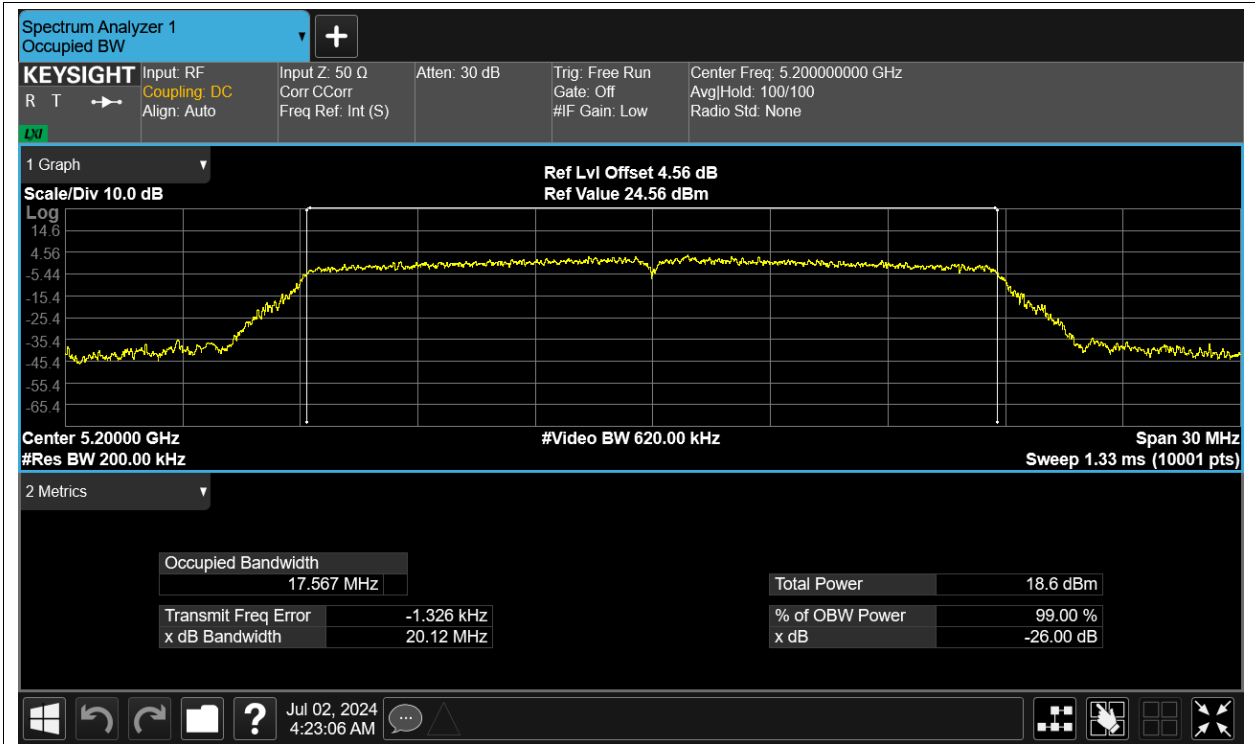 Spectrum Analyzer 1
Occupied BW
KEYSIGHT
R T
LXI
Input: RF
Coupling: DC
Align: Auto
Input Z: 50 Ω
Corr CCorr
Freq Ref: Int (S)
Atten: 30 dB
Trig: Free Run
Gate: Off
#IF Gain: Low
Center Freq: 5.200000000 GHz
Avg|Hold: 100/100
Radio Std: None
1 Graph
Scale/Div 10.0 dB
Ref Lvl Offset 4.56 dB
Ref Value 24.56 dBm
Log
14.6
4.56
-5.44
-15.4
-25.4
-35.4
-45.4
-55.4
-65.4
Center 5.20000 GHz
#Video BW 620.00 kHz
Span 30 MHz
#Res BW 200.00 kHz
Sweep 1.33 ms (10001 pts)
2 Metrics
Occupied Bandwidth
17.567 MHz
Total Power 18.6 dBm
Transmit Freq Error -1.326 kHz
% of OBW Power 99.00 %
x dB Bandwidth 20.12 MHz
x dB -26.00 dB
?
Jul 02, 2024
4:23:06 AM